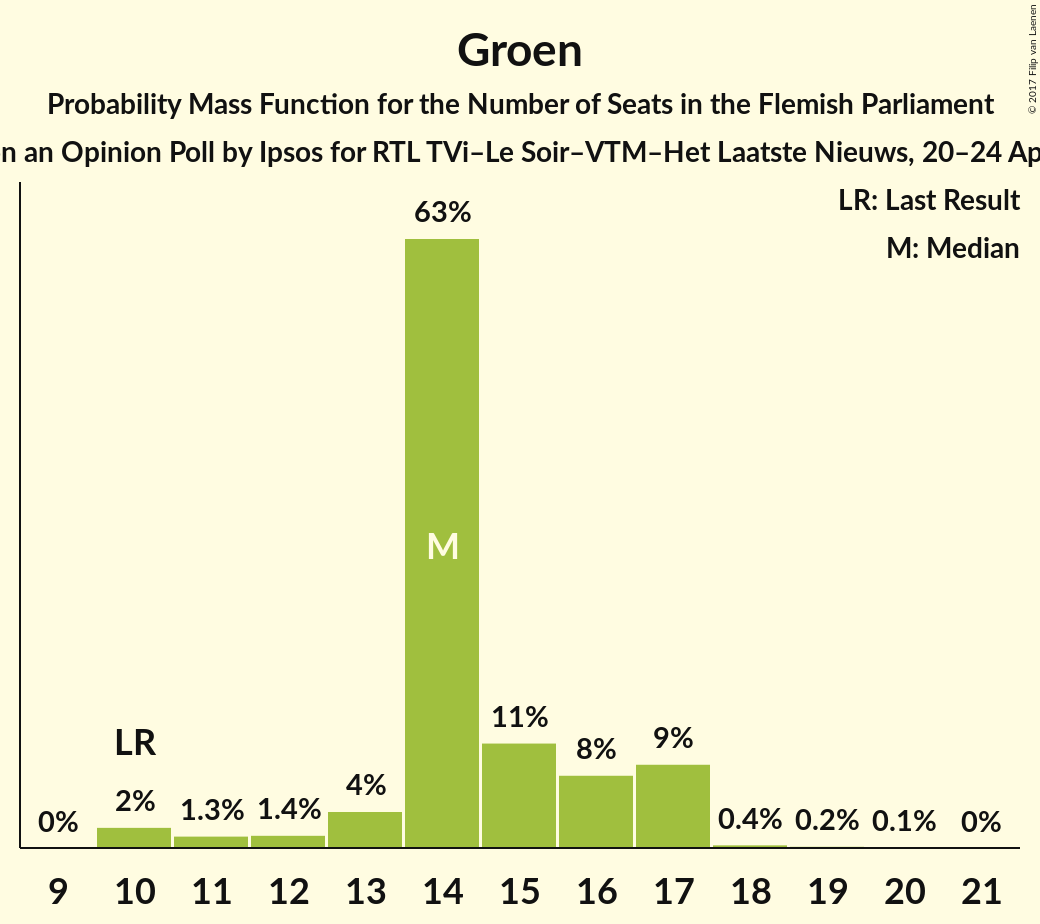 Groen
Probability Mass Function for the Number of Seats in the Flemish Parliament
an Opinion Poll by Ipsos for RTL TVi–Le Soir–VTM–Het Laatste Nieuws, 20–24
© 2017 Filip van Laenen
LR: Last Result
M: Median
63%
M
11%
9%
8%
LR
4%
2%
1.3%
1.4%
0%
0.4%
0.2%
0.1%
0%
9 10 11 12 13 14 15 16 17 18 19 20 21